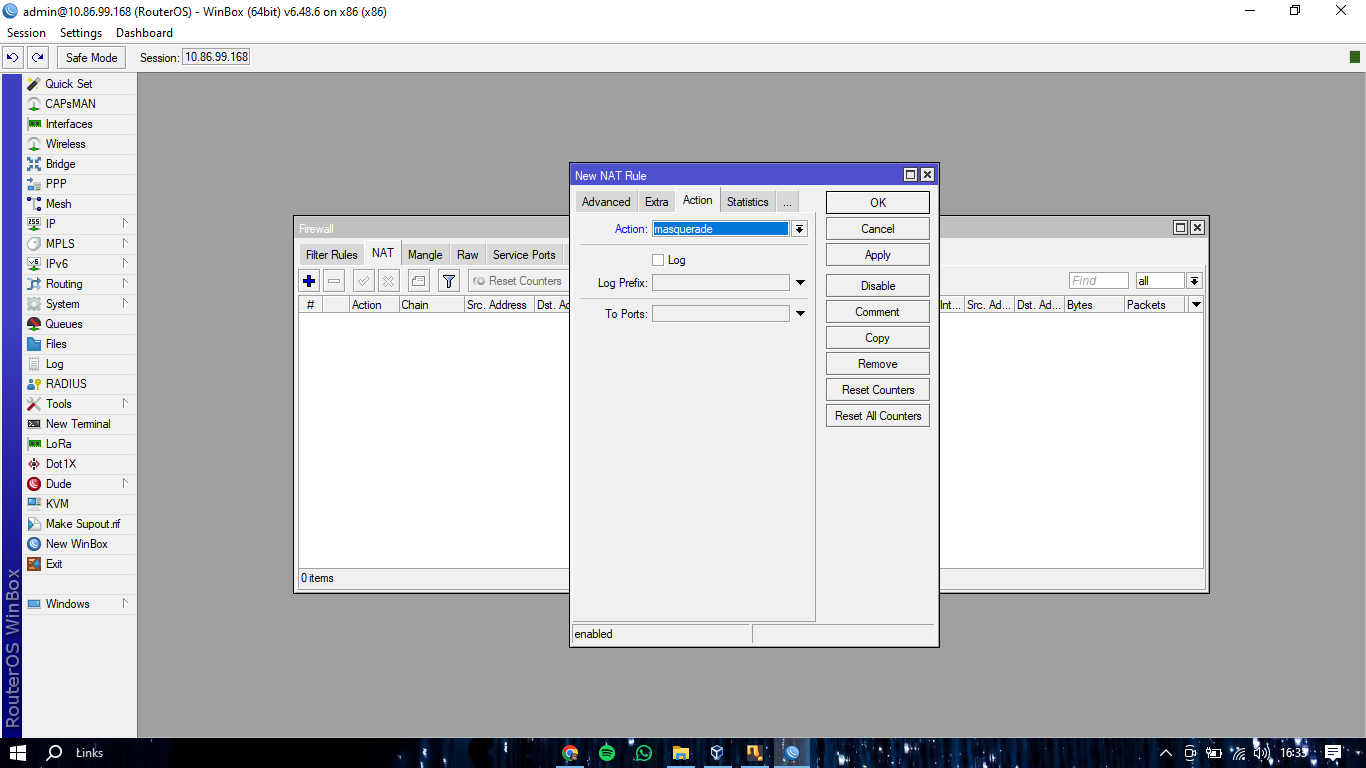 admin@10.86.99.168 (RouterOS) - WinBox (64bit) v6.48.6 on x86 (x86)
Session Settings Dashboard
Safe Mode Session: 10.86.99.168
Quick Set
CAPsMAN
Interfaces
Wireless
Bridge
PPP
Mesh
IP
MPLS
IPv6
Routing
System
Queues
Files
Log
RADIUS
Tools
New Terminal
LoRa
Dot1X
Dude
KVM
Make Supout.rif
New WinBox
Exit
Windows
RouterOS WinBox
Firewall
Filter Rules NAT Mangle Raw Service Ports
Reset Counters Find all
# Action Chain Src. Address Dst. Ad Int... Src. Ad... Dst. Ad... Bytes Packets
0 items
New NAT Rule
Advanced Extra Action Statistics ...
Action: masquerade
Log
Log Prefix:
To Ports:
OK
Cancel
Apply
Disable
Comment
Copy
Remove
Reset Counters
Reset All Counters
enabled
Łinks 16:33